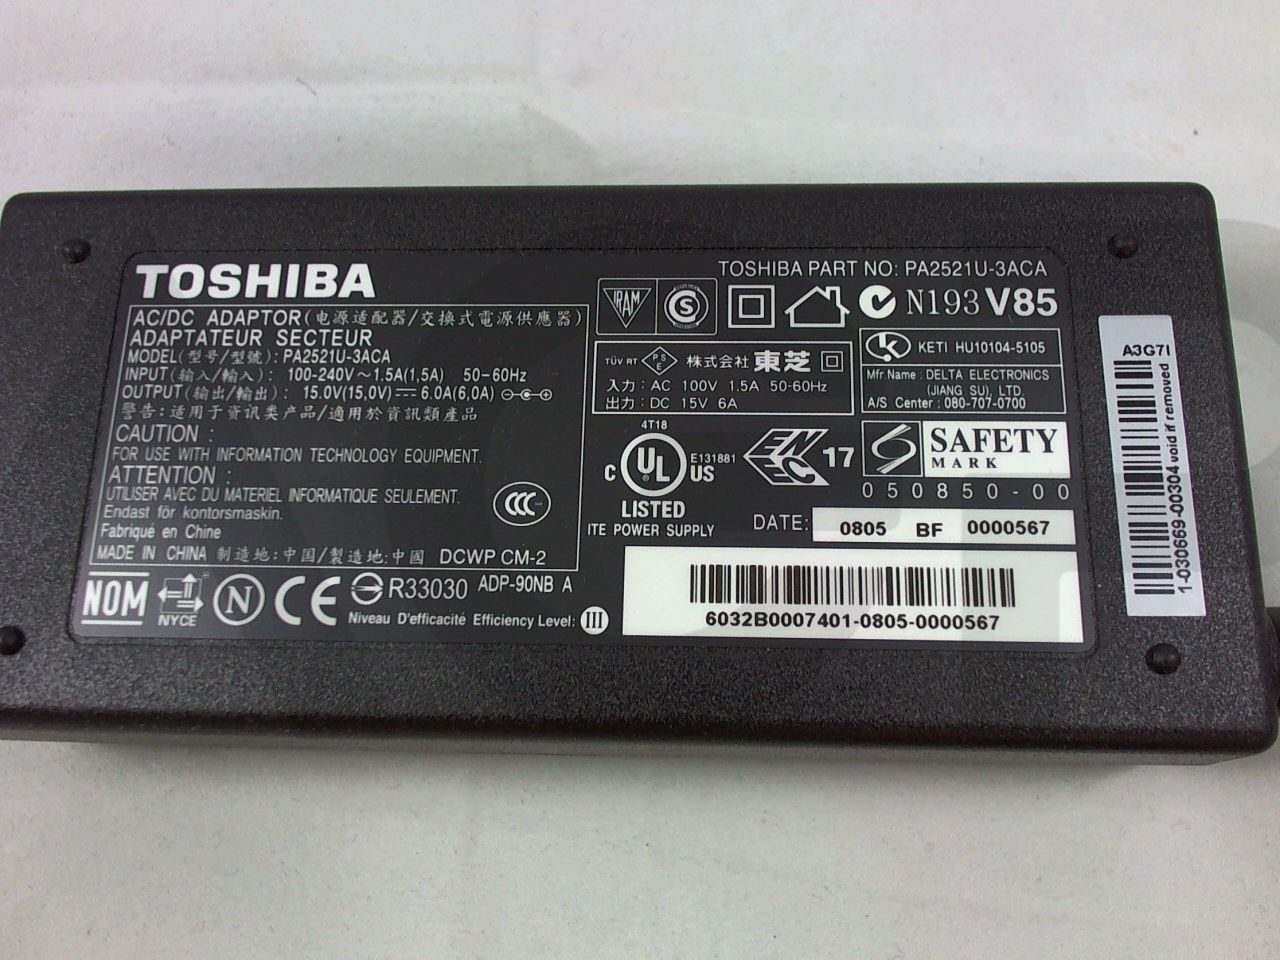 TOSHIBA
AC/DC ADAPTOR(电源适配器/交換式電源供應器)
ADAPTATEUR SECTEUR
MODEL(型号/型號): PA2521U-3ACA
INPUT(输入/輸入): 100-240V～1.5A(1,5A) 50-60Hz
OUTPUT(输出/輸出): 15.0V(15,0V) 6.0A(6,0A)
警告:适用于资讯类产品/適用於資訊類產品
CAUTION :
FOR USE WITH INFORMATION TECHNOLOGY EQUIPMENT.
ATTENTION :
UTILISER AVEC DU MATERIEL INFORMATIQUE SEULEMENT.
Endast för kontorsmaskin.
Fabriqué en Chine
MADE IN CHINA 制造地:中国/製造地:中國 DCWP CM-2
CCC
NOM NYCE N CE R33030 ADP-90NB A
Niveau D'efficacité Efficiency Level: III
TOSHIBA PART NO: PA2521U-3ACA
IRAM S N193 V85
TÜV RT PSE 株式会社 東芝
入力: AC 100V 1.5A 50-60Hz
出力: DC 15V 6A
KETI HU10104-5105
Mfr.Name : DELTA ELECTRONICS
(JIANG SU), LTD
A/S Center : 080-707-0700
4T18
C UL US E131881
LISTED
ITE POWER SUPPLY
ENEC 17
SAFETY
MARK
050850-00
DATE: 0805 BF 0000567
6032B0007401-0805-0000567
A3G7I
1-030669-00304 void if removed